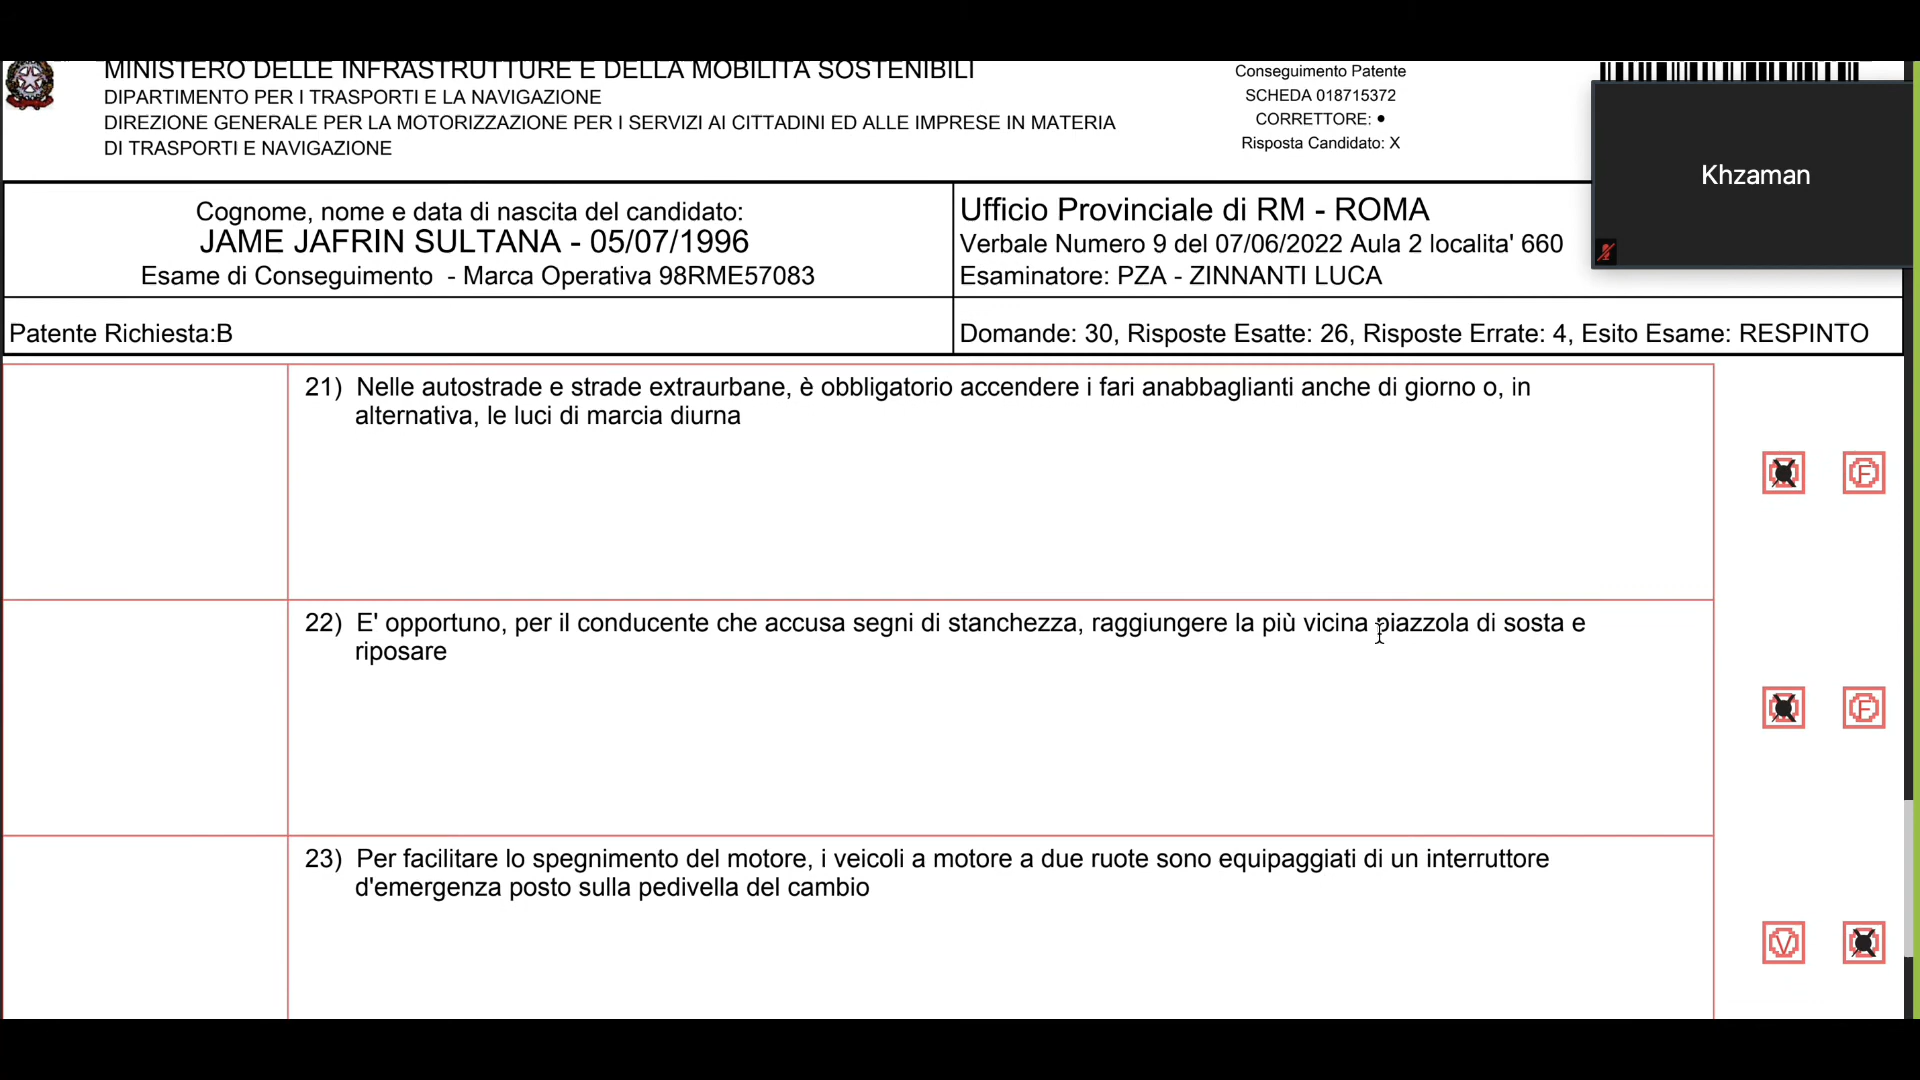 MINISTERO DELLE INFRASTRUTTURE E DELLA MOBILITÀ SOSTENIBILI
DIPARTIMENTO PER I TRASPORTI E LA NAVIGAZIONE
DIREZIONE GENERALE PER LA MOTORIZZAZIONE PER I SERVIZI AI CITTADINI ED ALLE IMPRESE IN MATERIA
DI TRASPORTI E NAVIGAZIONE
Conseguimento Patente
SCHEDA 018715372
CORRETTORE: ●
Risposta Candidato: X
Khzaman
Cognome, nome e data di nascita del candidato:
JAME JAFRIN SULTANA - 05/07/1996
Esame di Conseguimento - Marca Operativa 98RME57083
Ufficio Provinciale di RM - ROMA
Verbale Numero 9 del 07/06/2022 Aula 2 localita' 660
Esaminatore: PZA - ZINNANTI LUCA
Patente Richiesta:B
Domande: 30, Risposte Esatte: 26, Risposte Errate: 4, Esito Esame: RESPINTO
21) Nelle autostrade e strade extraurbane, è obbligatorio accendere i fari anabbaglianti anche di giorno o, in
alternativa, le luci di marcia diurna
F
22) E' opportuno, per il conducente che accusa segni di stanchezza, raggiungere la più vicina piazzola di sosta e
riposare
F
23) Per facilitare lo spegnimento del motore, i veicoli a motore a due ruote sono equipaggiati di un interruttore
d'emergenza posto sulla pedivella del cambio
V